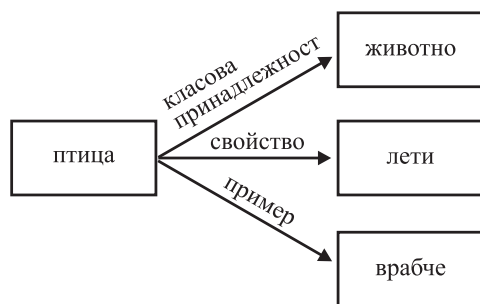 класова
принадлежност
животно
птица
свойство
лети
пример
врабче